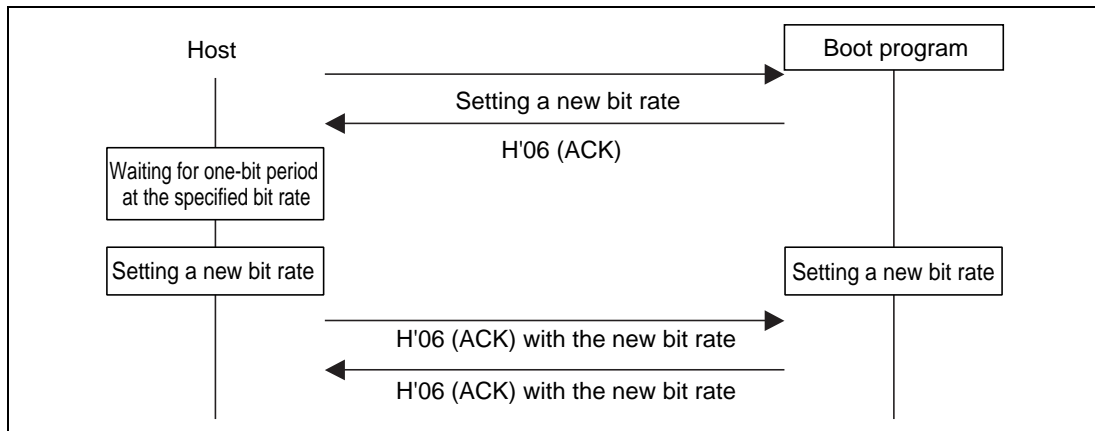 Host
Boot program
Setting a new bit rate
H'06 (ACK)
Waiting for one-bit period
at the specified bit rate
Setting a new bit rate
Setting a new bit rate
H'06 (ACK) with the new bit rate
H'06 (ACK) with the new bit rate